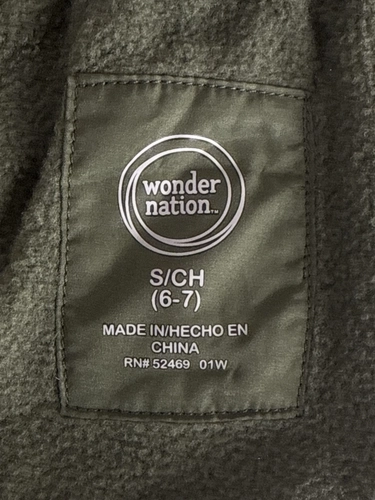 wonder
nation™
S/CH
(6-7)
MADE IN/HECHO EN
CHINA
RN# 52469 01W